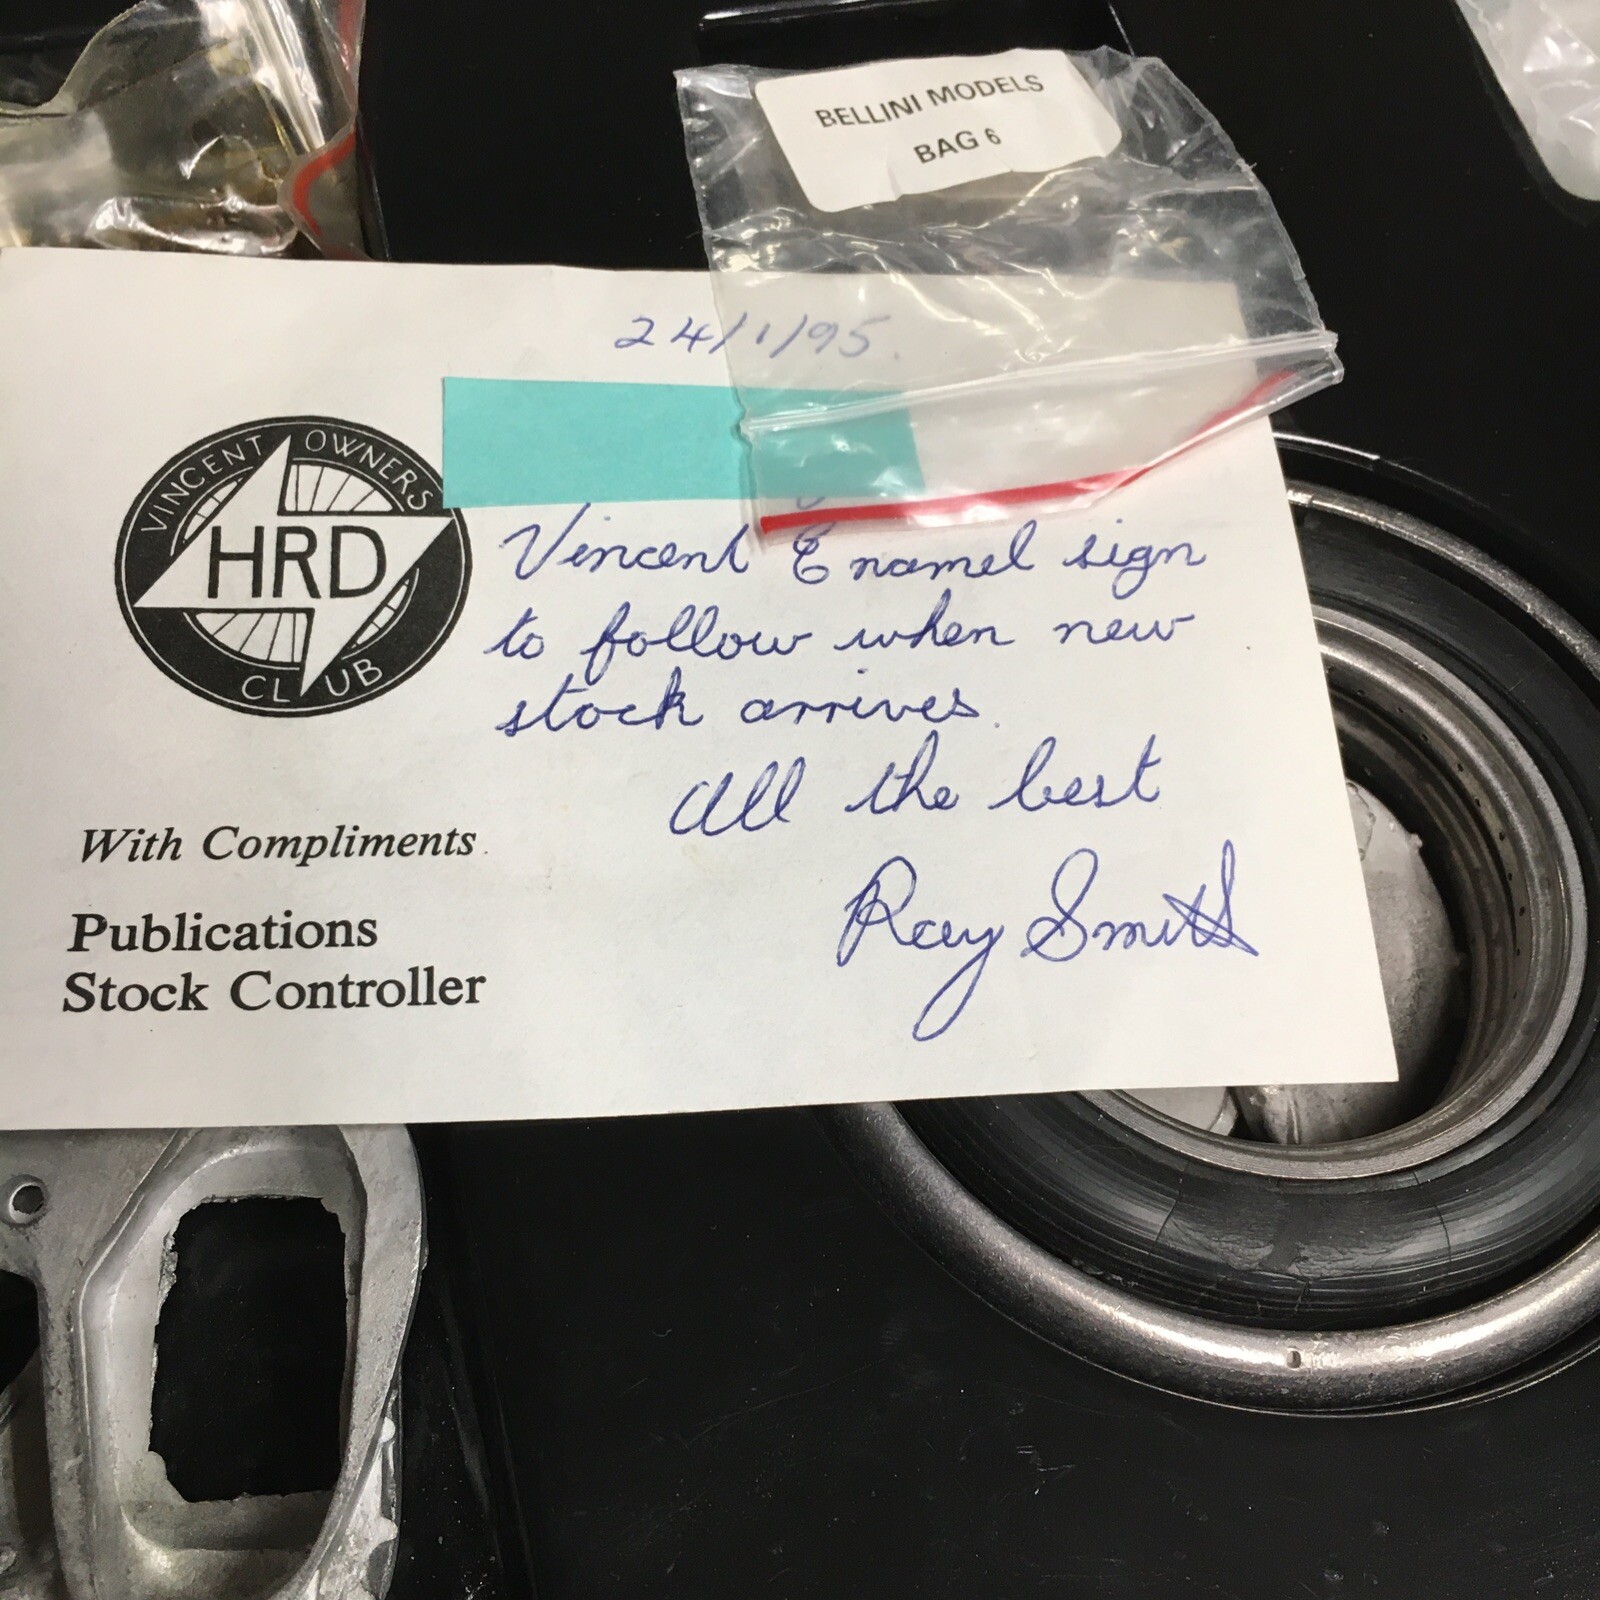 BELLINI MODELS
BAG 6
24/1/95.
VINCENT OWNERS
HRD
CLUB
Vincent Enamel sign
to follow when new
stock arrives.
All the best
Ray Smith
With Compliments
Publications
Stock Controller